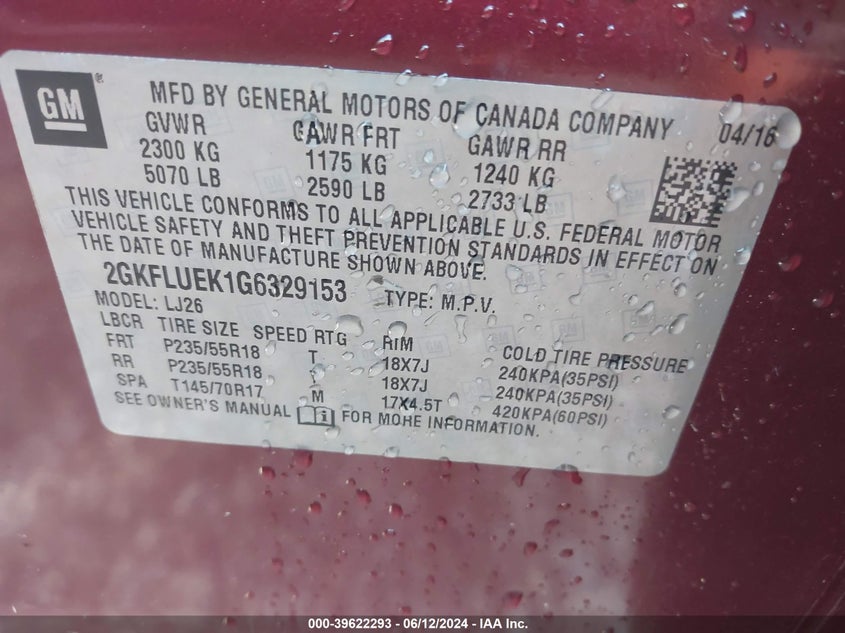 GM ®
MFD BY GENERAL MOTORS OF CANADA COMPANY 04/16
GVWR GAWR FRT GAWR RR
2300 KG 1175 KG 1240 KG
5070 LB 2590 LB 2733 LB
THIS VEHICLE CONFORMS TO ALL APPLICABLE U.S. FEDERAL MOTOR
VEHICLE SAFETY AND THEFT PREVENTION STANDARDS IN EFFECT ON
THE DATE OF MANUFACTURE SHOWN ABOVE.
2GKFLUEK1G6329153 TYPE: M.P.V.
MODEL: LJ26
LBCR TIRE SIZE SPEED RTG RIM COLD TIRE PRESSURE
FRT P235/55R18 T 18X7J 240KPA(35PSI)
RR P235/55R18 18X7J 240KPA(35PSI)
SPA T145/70R17 M 17X4.5T 420KPA(60PSI)
SEE OWNER'S MANUAL FOR MORE INFORMATION.
000-39622293 - 06/12/2024 - IAA Inc.